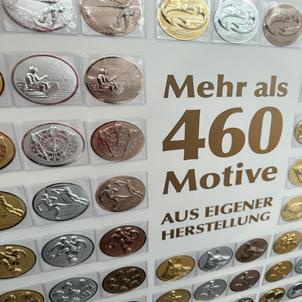 Mehr als
460
Motive
AUS EIGENER
HERSTELLUNG